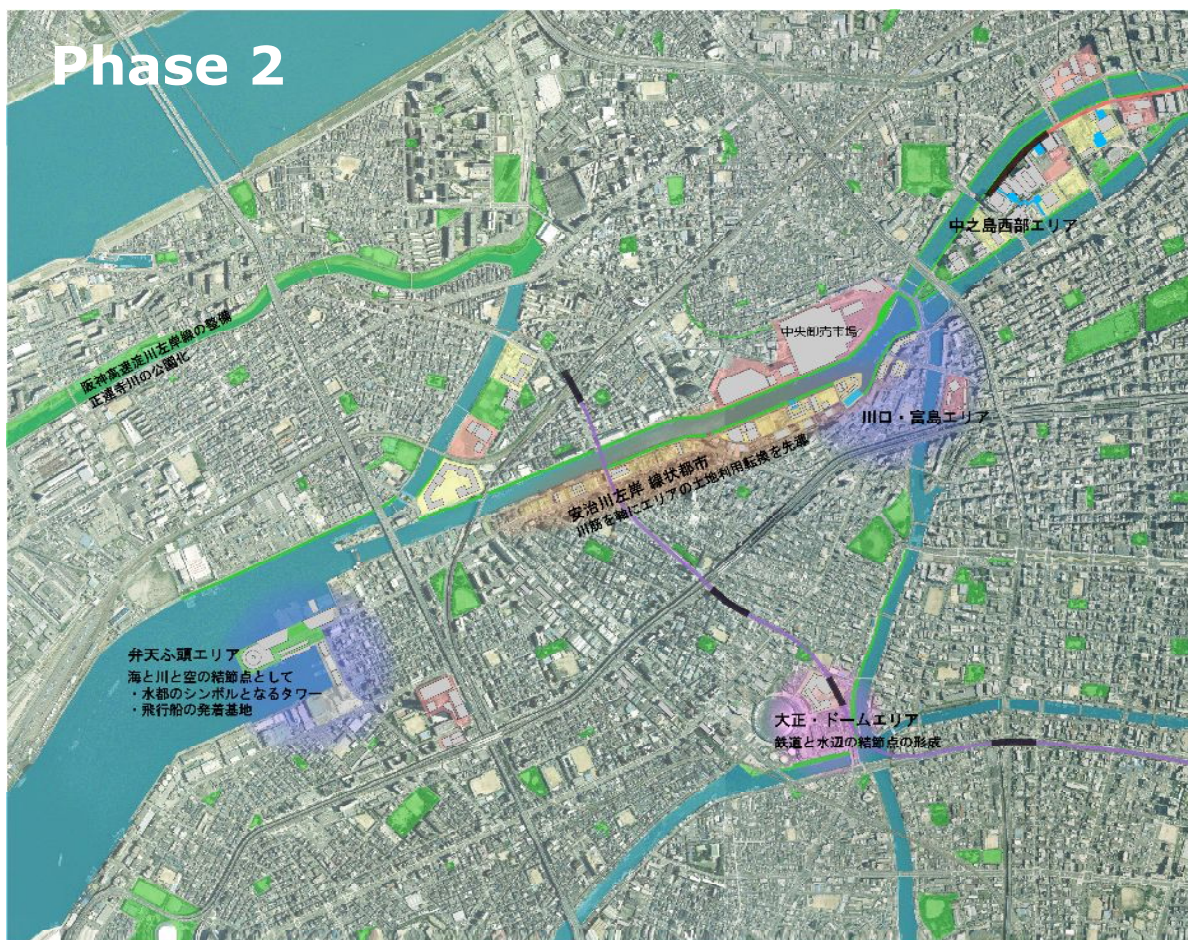 Phase 2
中之島西部エリア
中央卸売市場
阪神高速淀川左岸線の整備
正蓮寺川の公園化
川口・富島エリア
安治川左岸 線状都市
川筋を軸にエリアの土地利用転換を先導
弁天ふ頭エリア
海と川と空の結節点として
・水都のシンボルとなるタワー
・飛行船の発着基地
大正・ドームエリア
鉄道と水辺の結節点の形成